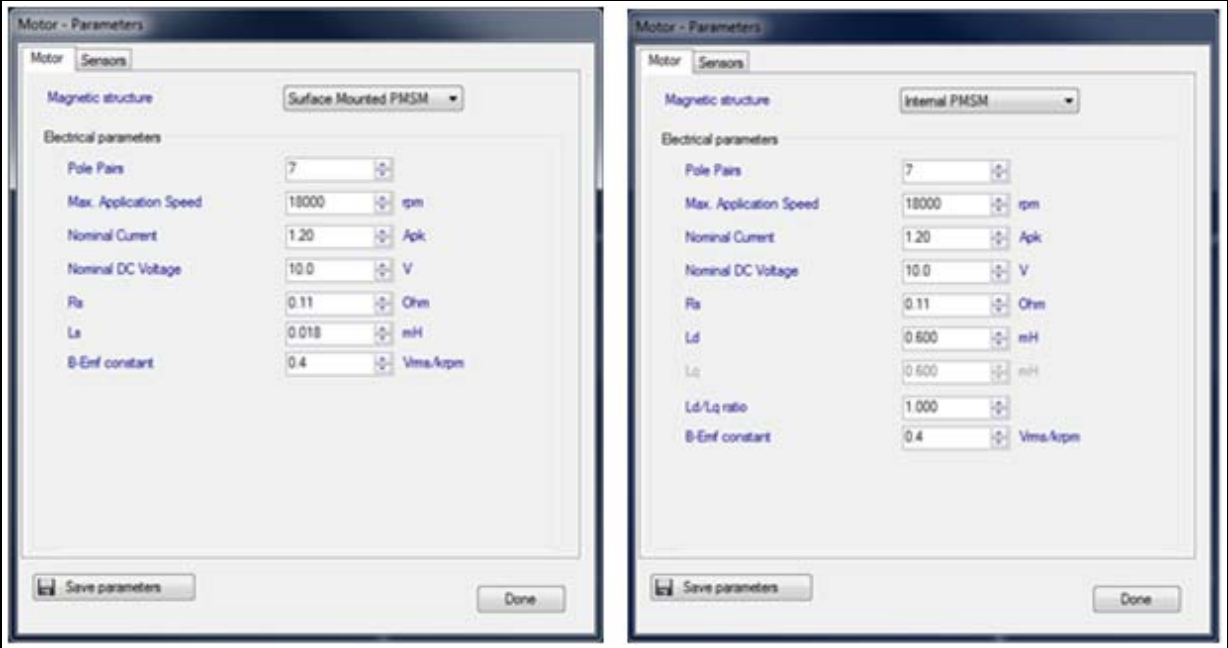 Motor - Parameters
Motor Sensors
Magnetic structure Surface Mounted PMSM
Electrical parameters
Pole Pairs 7
Max. Application Speed 18000 rpm
Nominal Current 1.20 Apk
Nominal DC Voltage 10.0 V
Rs 0.11 Ohm
Ls 0.018 mH
B-Emf constant 0.4 Vrms/krpm
Save parameters
Done
Motor - Parameters
Motor Sensors
Magnetic structure Internal PMSM
Electrical parameters
Pole Pairs 7
Max. Application Speed 18000 rpm
Nominal Current 1.20 Apk
Nominal DC Voltage 10.0 V
Rs 0.11 Ohm
Ld 0.600 mH
Lq 0.600 mH
Ld/Lq ratio 1.000
B-Emf constant 0.4 Vrms/krpm
Save parameters
Done